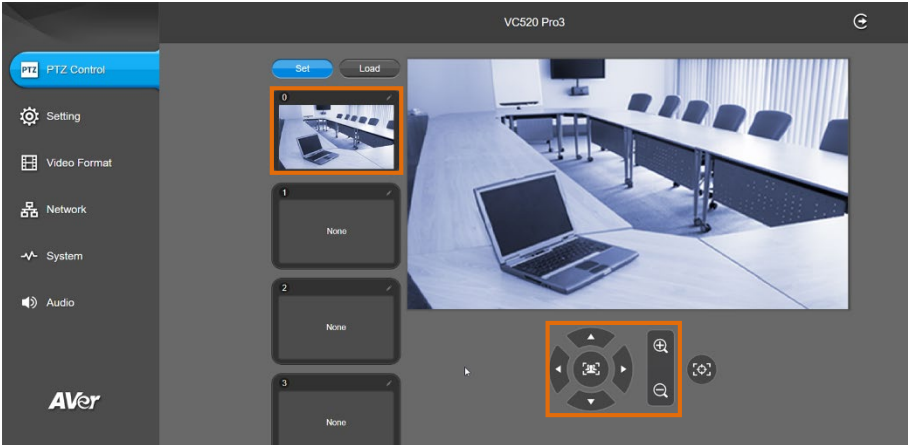 VC520 Pro3
PTZ PTZ Control
Setting
Video Format
Network
System
Audio
AVer
Set Load
0
1
None
2
None
3
None